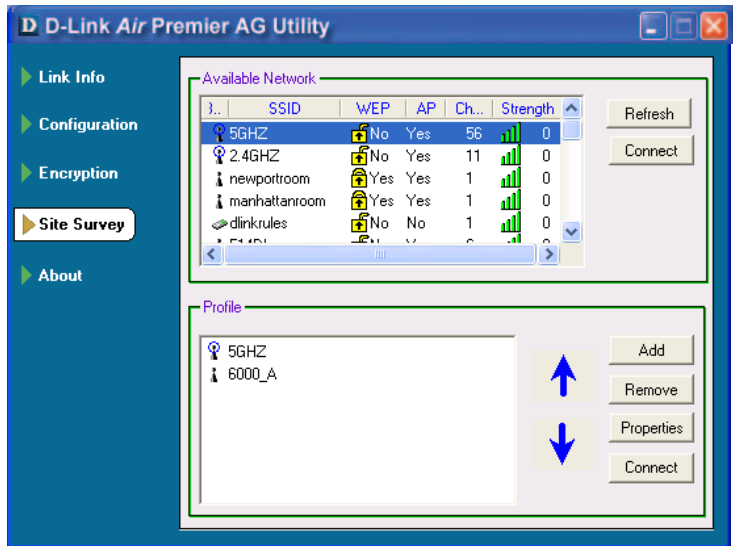 D D-Link Air Premier AG Utility
Link Info
Configuration
Encryption
Site Survey
About
Available Network
SSID WEP AP Ch... Strength
5GHZ No Yes 56 0
2.4GHZ No Yes 11 0
newportroom Yes Yes 1 0
manhattanroom Yes Yes 1 0
dlinkrules No No 1 0
Refresh
Connect
Profile
5GHZ
6000_A
Add
Remove
Properties
Connect